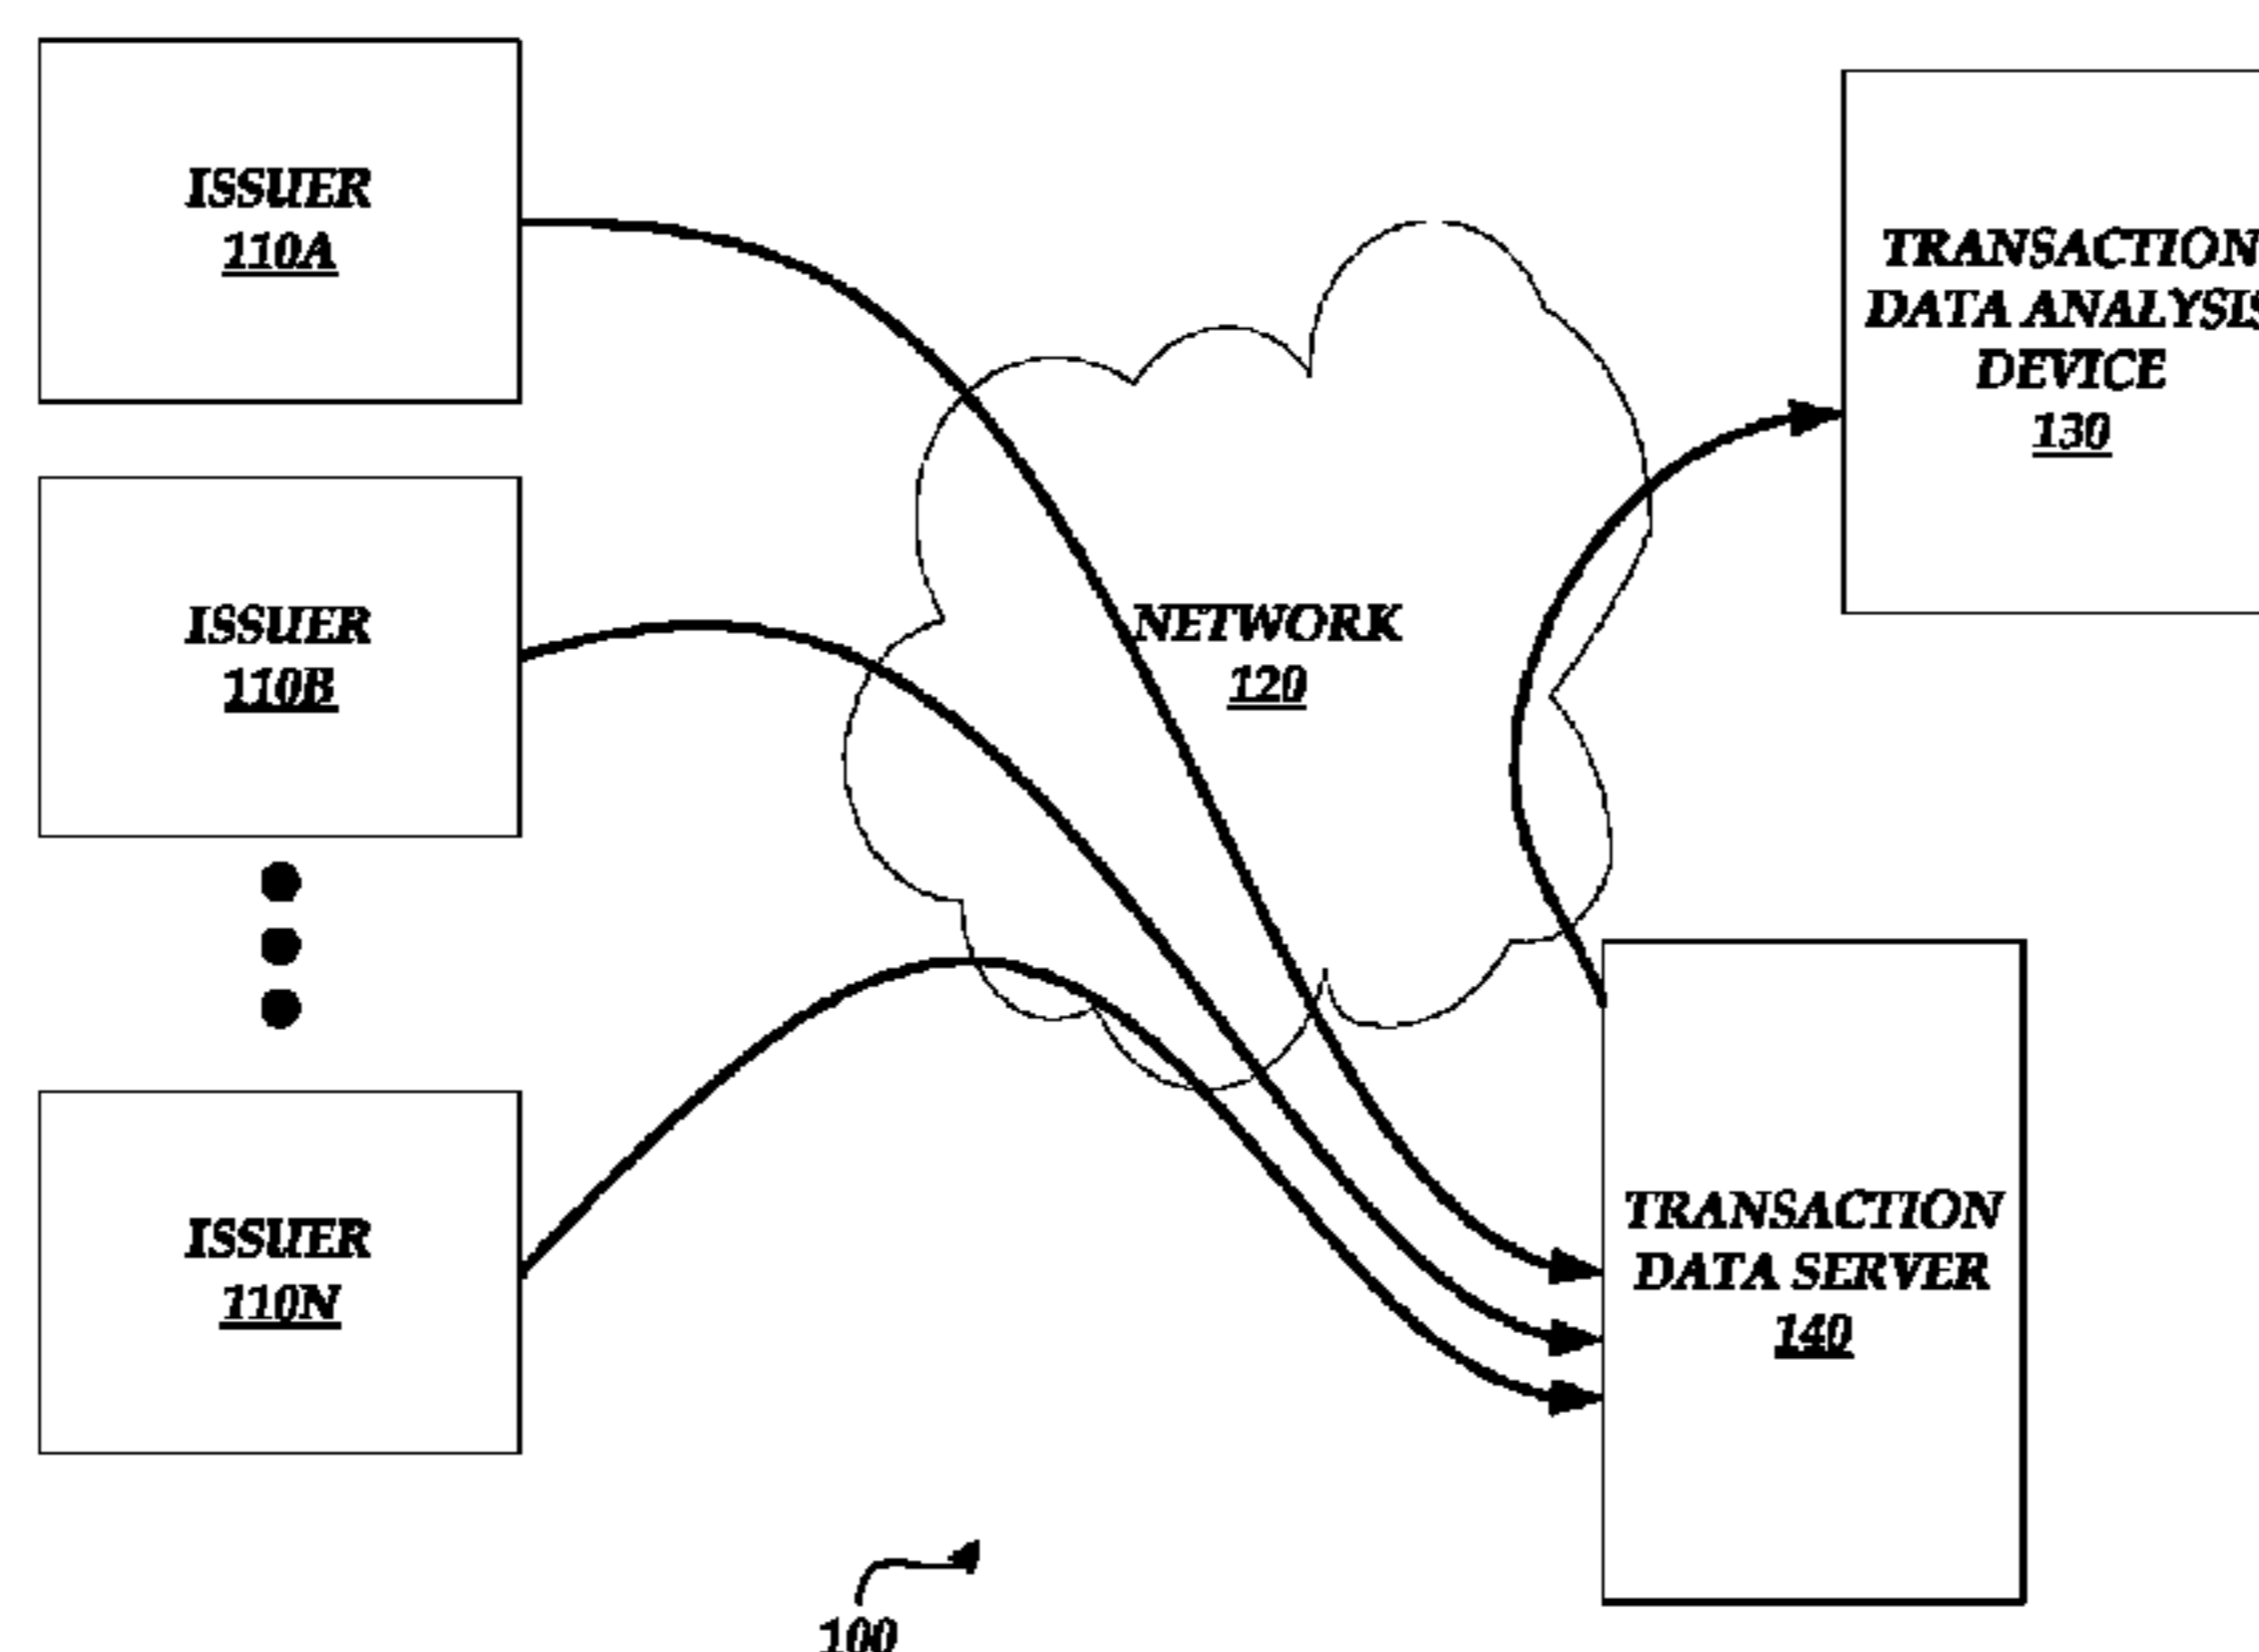 ISSUER
110A
TRANSACTION
DATA ANALYSIS
DEVICE
130
ISSUER
110B
NETWORK
120
ISSUER
110N
TRANSACTION
DATA SERVER
140
100